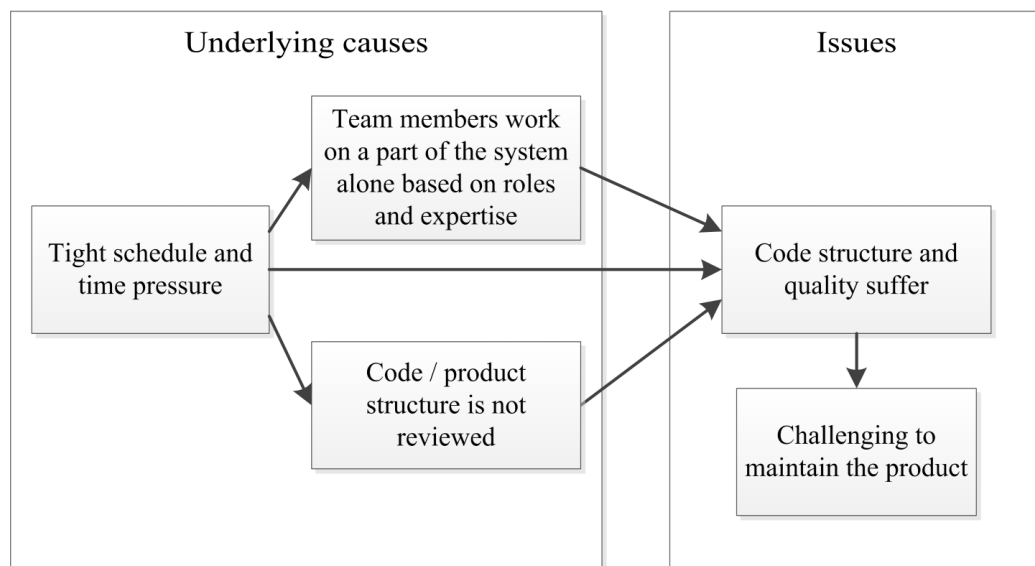 Underlying causes
Team members work
on a part of the system
alone based on roles
and expertise
Tight schedule and
time pressure
Code / product
structure is not
reviewed
Issues
Code structure and
quality suffer
Challenging to
maintain the product